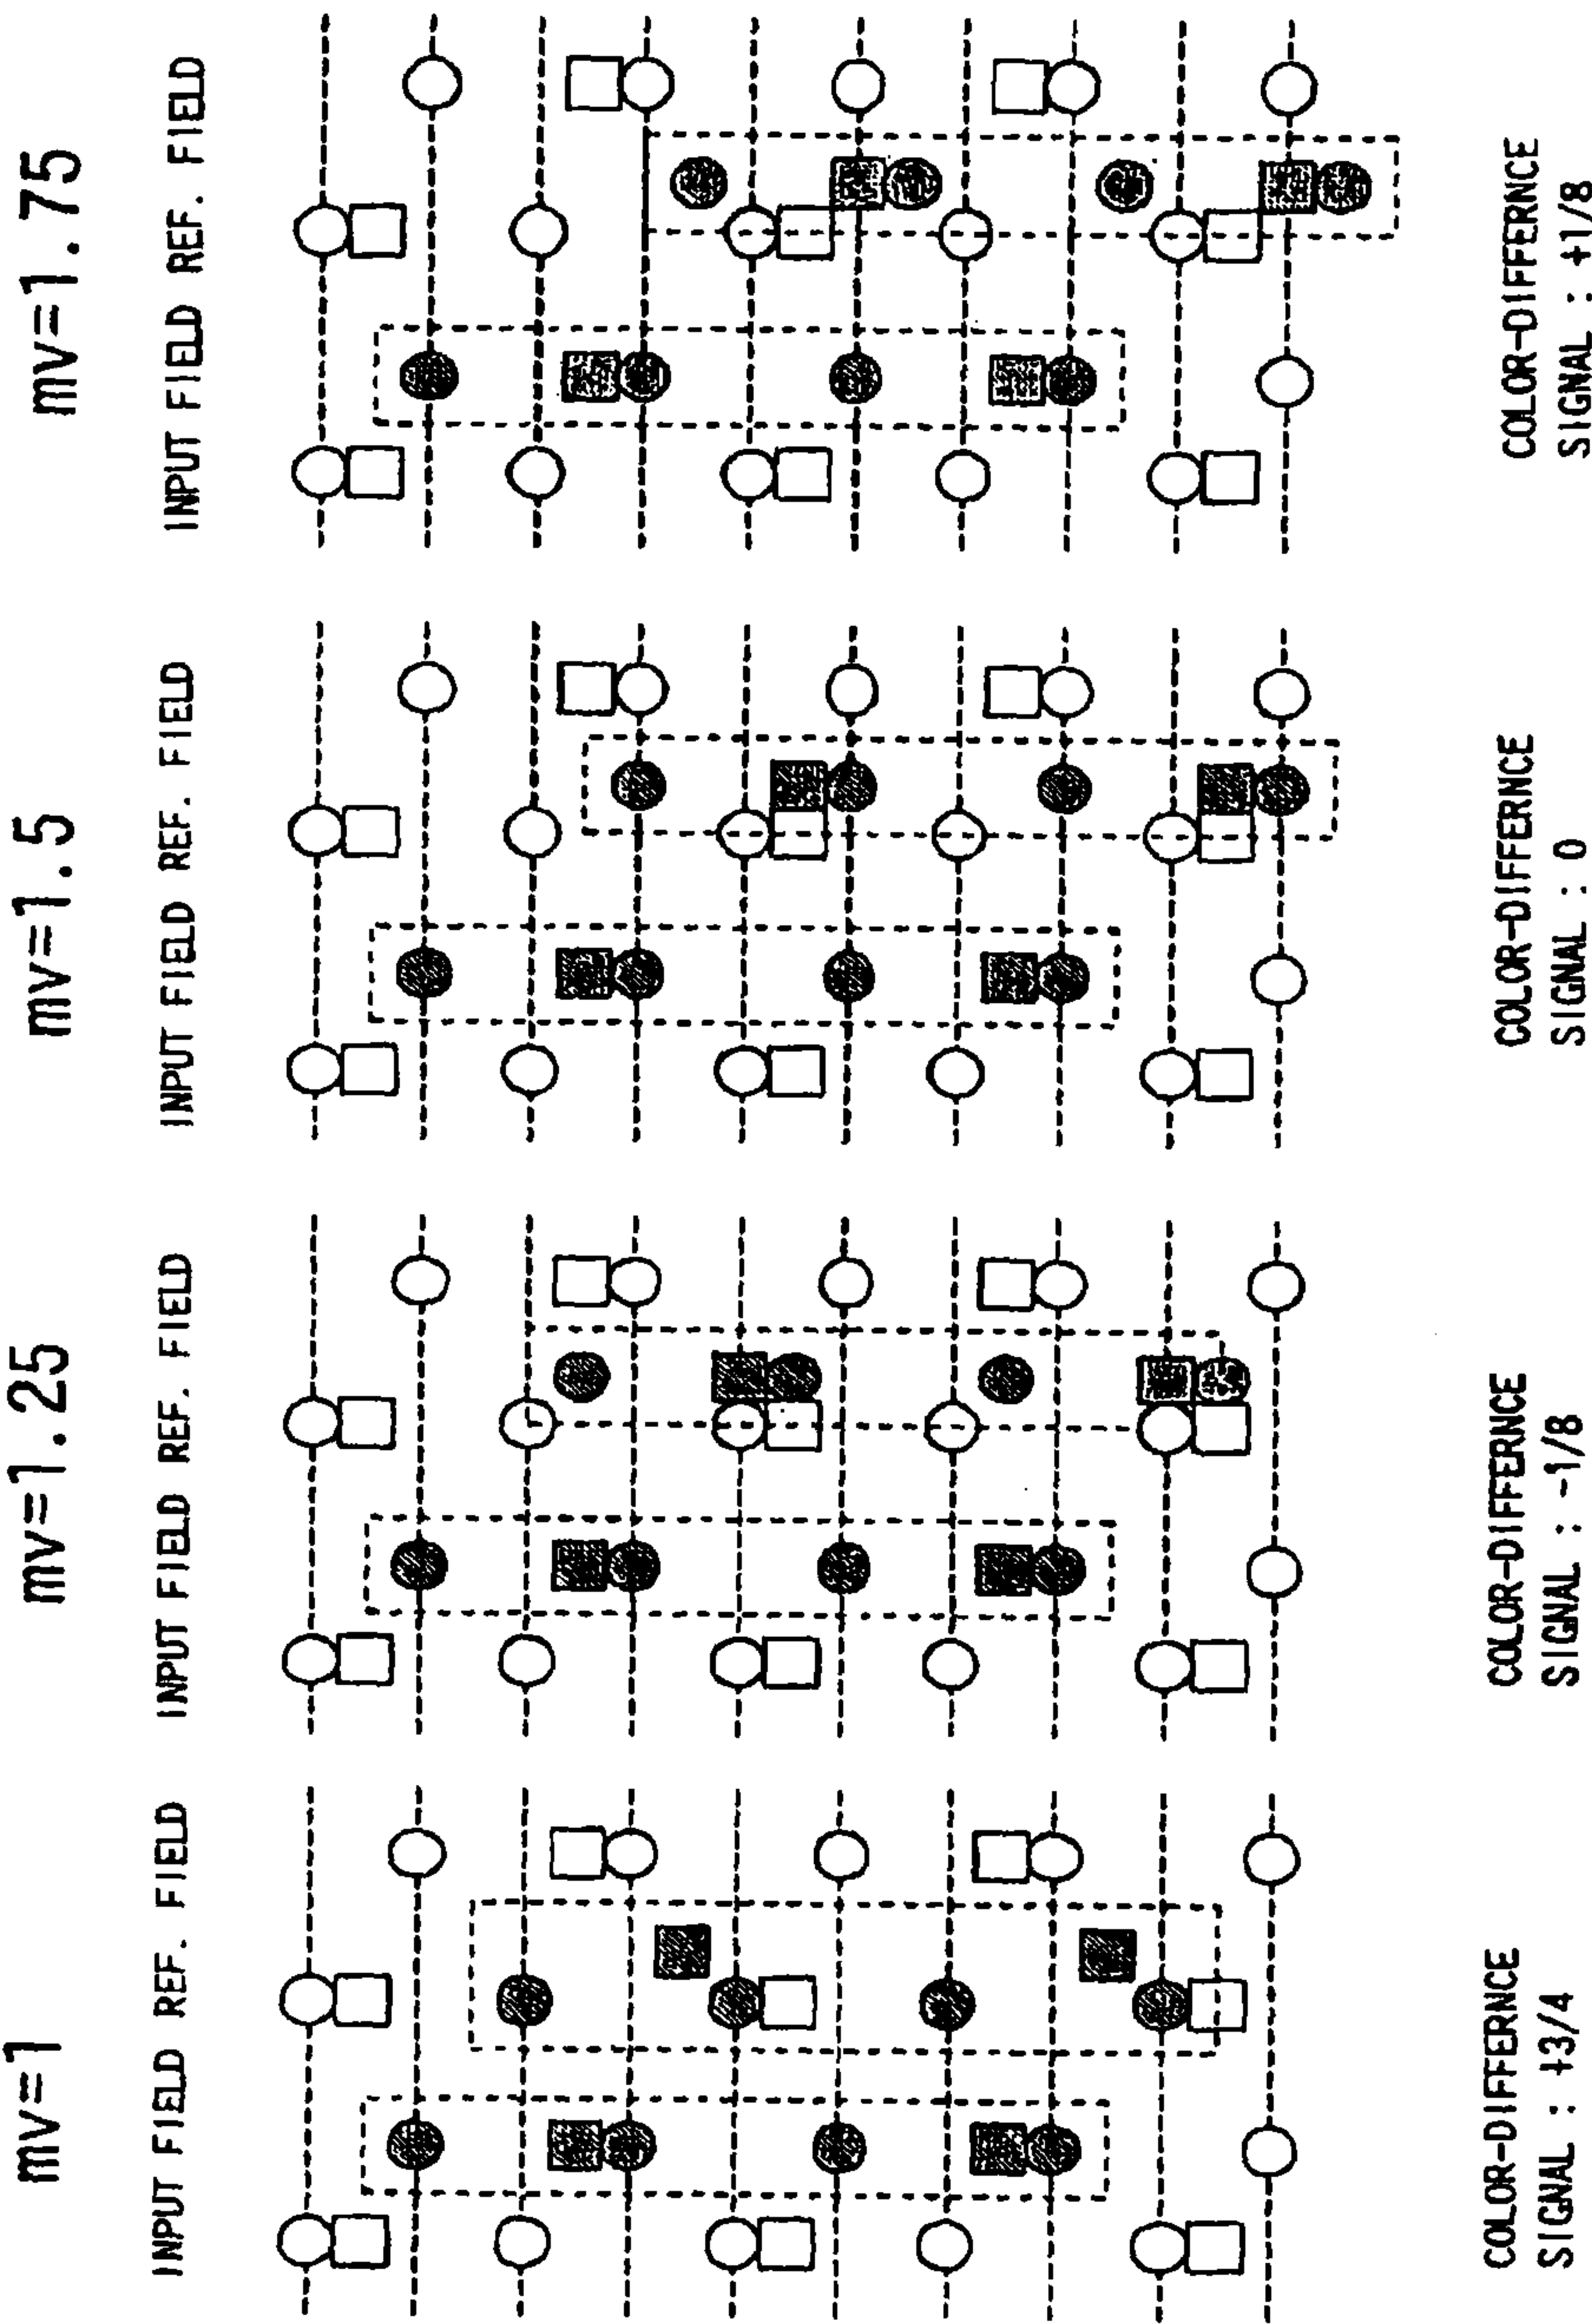 mv=1
INPUT FIELD REF. FIELD
COLOR-DIFFERNCE
SIGNAL : +3/4
mv=1.25
INPUT FIELD REF. FIELD
COLOR-DIFFERNCE
SIGNAL : -1/8
mv=1.5
INPUT FIELD REF. FIELD
COLOR-DIFFERNCE
SIGNAL : 0
mv=1.75
INPUT FIELD REF. FIELD
COLOR-DIFFERNCE
SIGNAL : +1/8